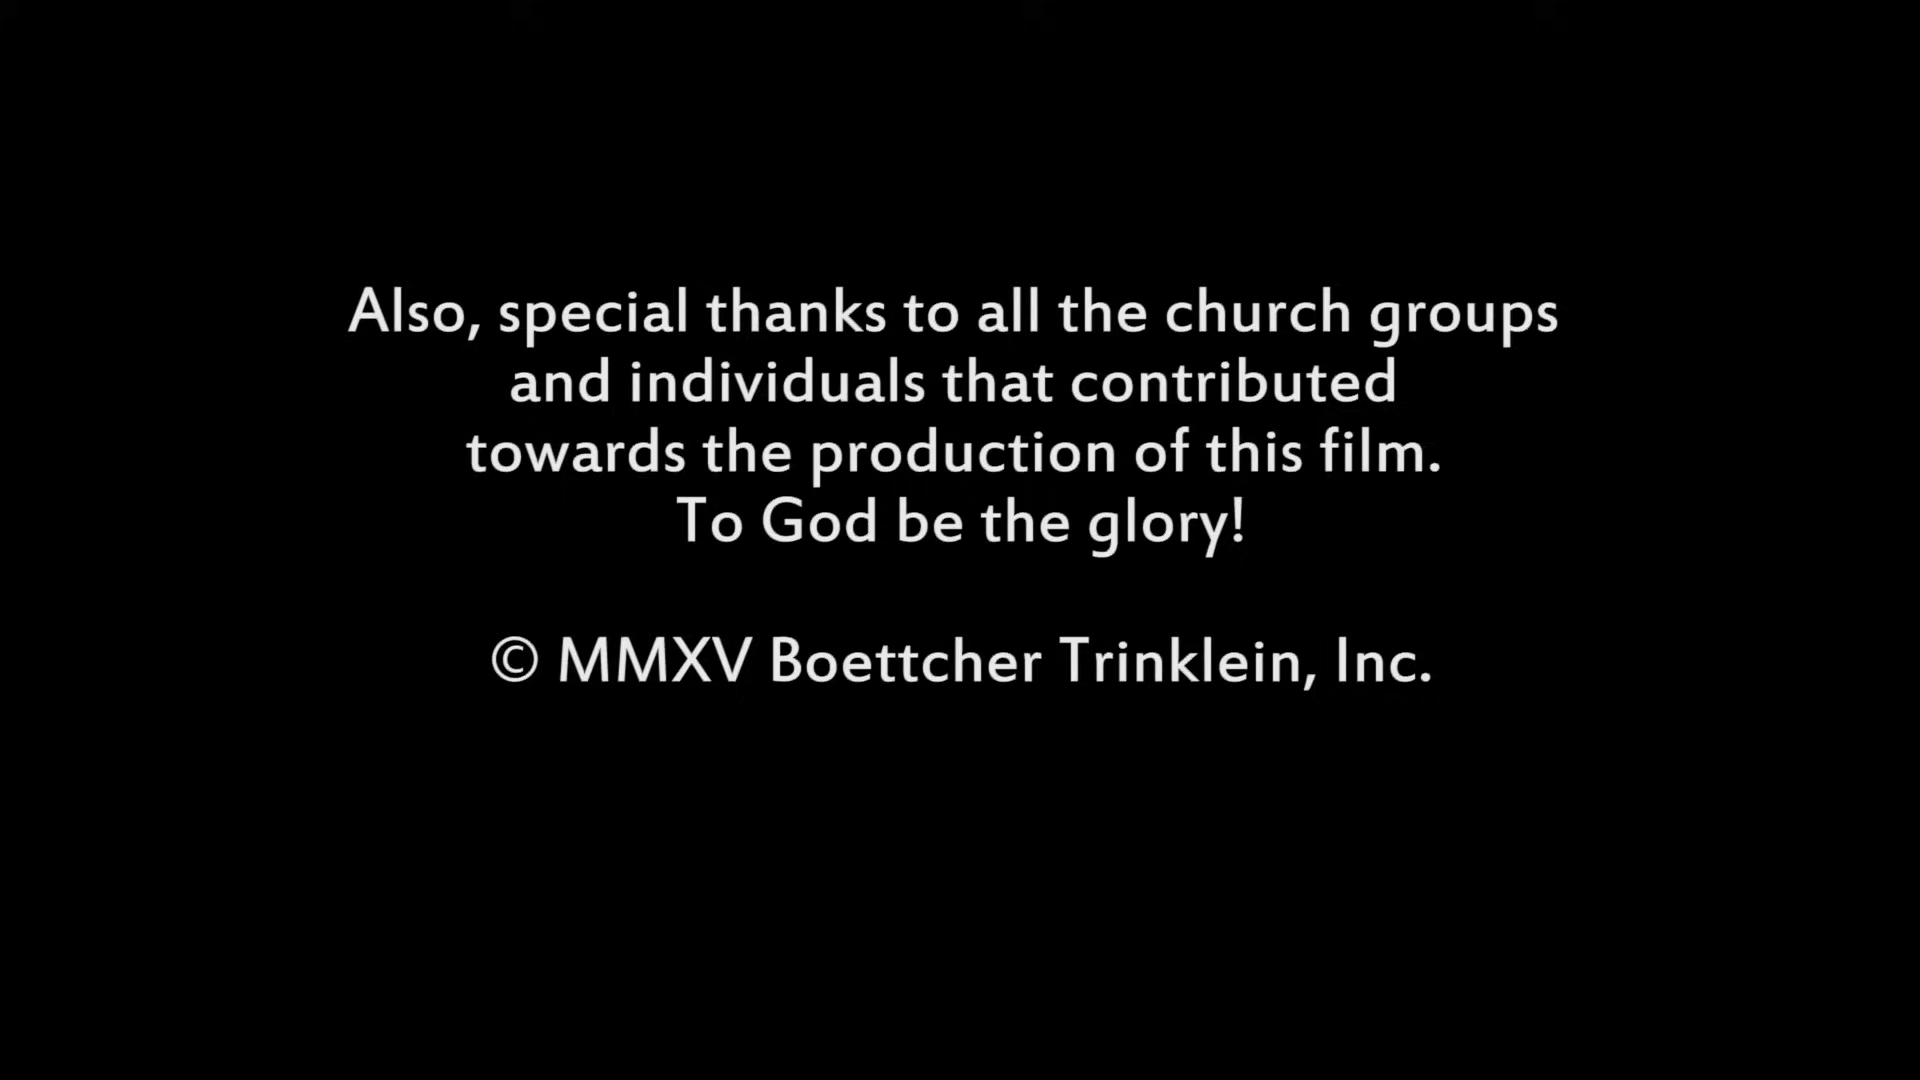 Also, special thanks to all the church groups
and individuals that contributed
towards the production of this film.
To God be the glory!
© MMXV Boettcher Trinklein, Inc.